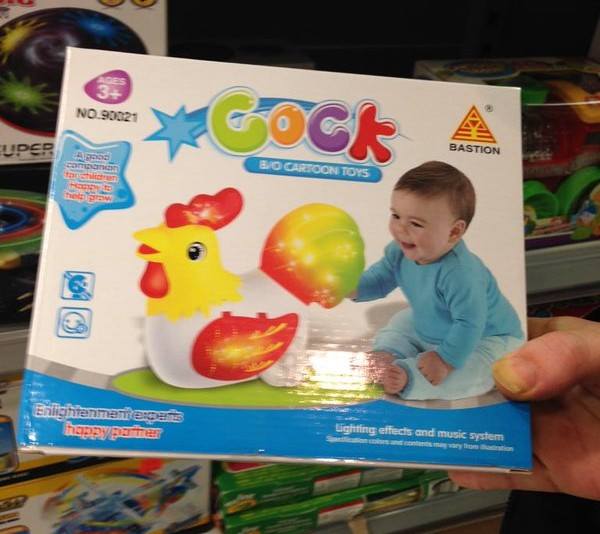 AGES
3+
NO.90021
Cock
B/O CARTOON TOYS
®
BASTION
A good
companion
for children
Happy to
help grow
Enlightenment experts
happy partner
Lighting effects and music system
Specification colors and contents may vary from illustration
SUPER